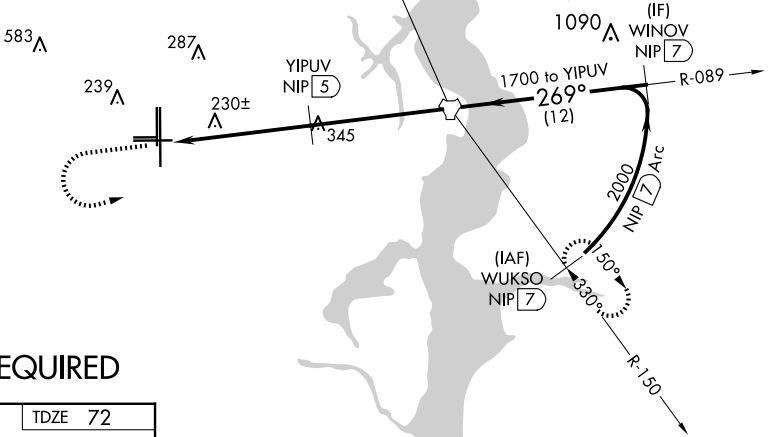 583
287
239
230±
YIPUV
NIP 5
345
1090
(IF)
WINOV
NIP 7
1700 to YIPUV
269°
(12)
R-089
2000
NIP 7 Arc
(IAF)
WUKSO
NIP 7
150°
330°
R-150
EQUIRED
TDZE 72